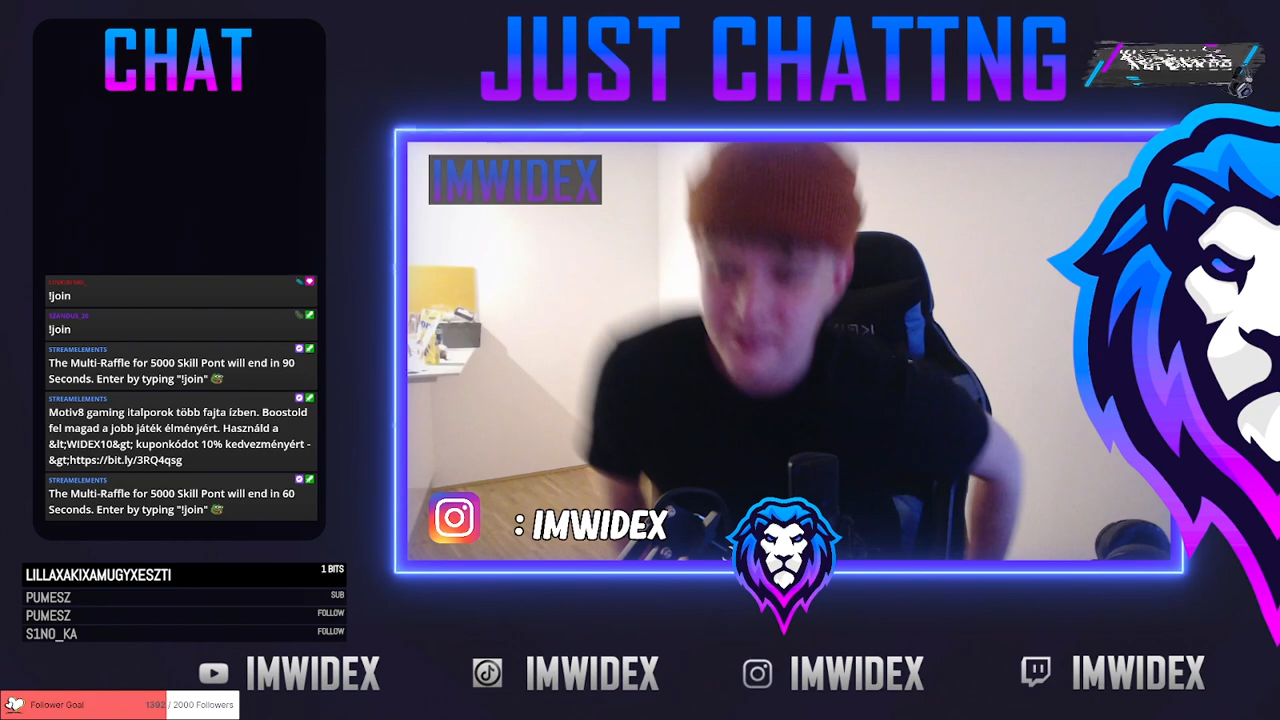 CHAT
JUST CHATTNG
IMWIDEX
!join
!join
STREAMELEMENTS
The Multi-Raffle for 5000 Skill Pont will end in 90
Seconds. Enter by typing "!join"
STREAMELEMENTS
Motiv8 gaming italporok több fajta ízben. Boostold
fel magad a jobb játék élményért. Használd a
&lt;WIDEX10&gt; kuponkódot 10% kedvezményért -
&gt;https://bit.ly/3RQ4qsg
STREAMELEMENTS
The Multi-Raffle for 5000 Skill Pont will end in 60
Seconds. Enter by typing "!join"
: IMWIDEX
LILLAXAKIXAMUGYXESZTI 1 BITS
PUMESZ SUB
PUMESZ FOLLOW
S1NO_KA FOLLOW
IMWIDEX IMWIDEX IMWIDEX IMWIDEX
Follower Goal 1392 / 2000 Followers